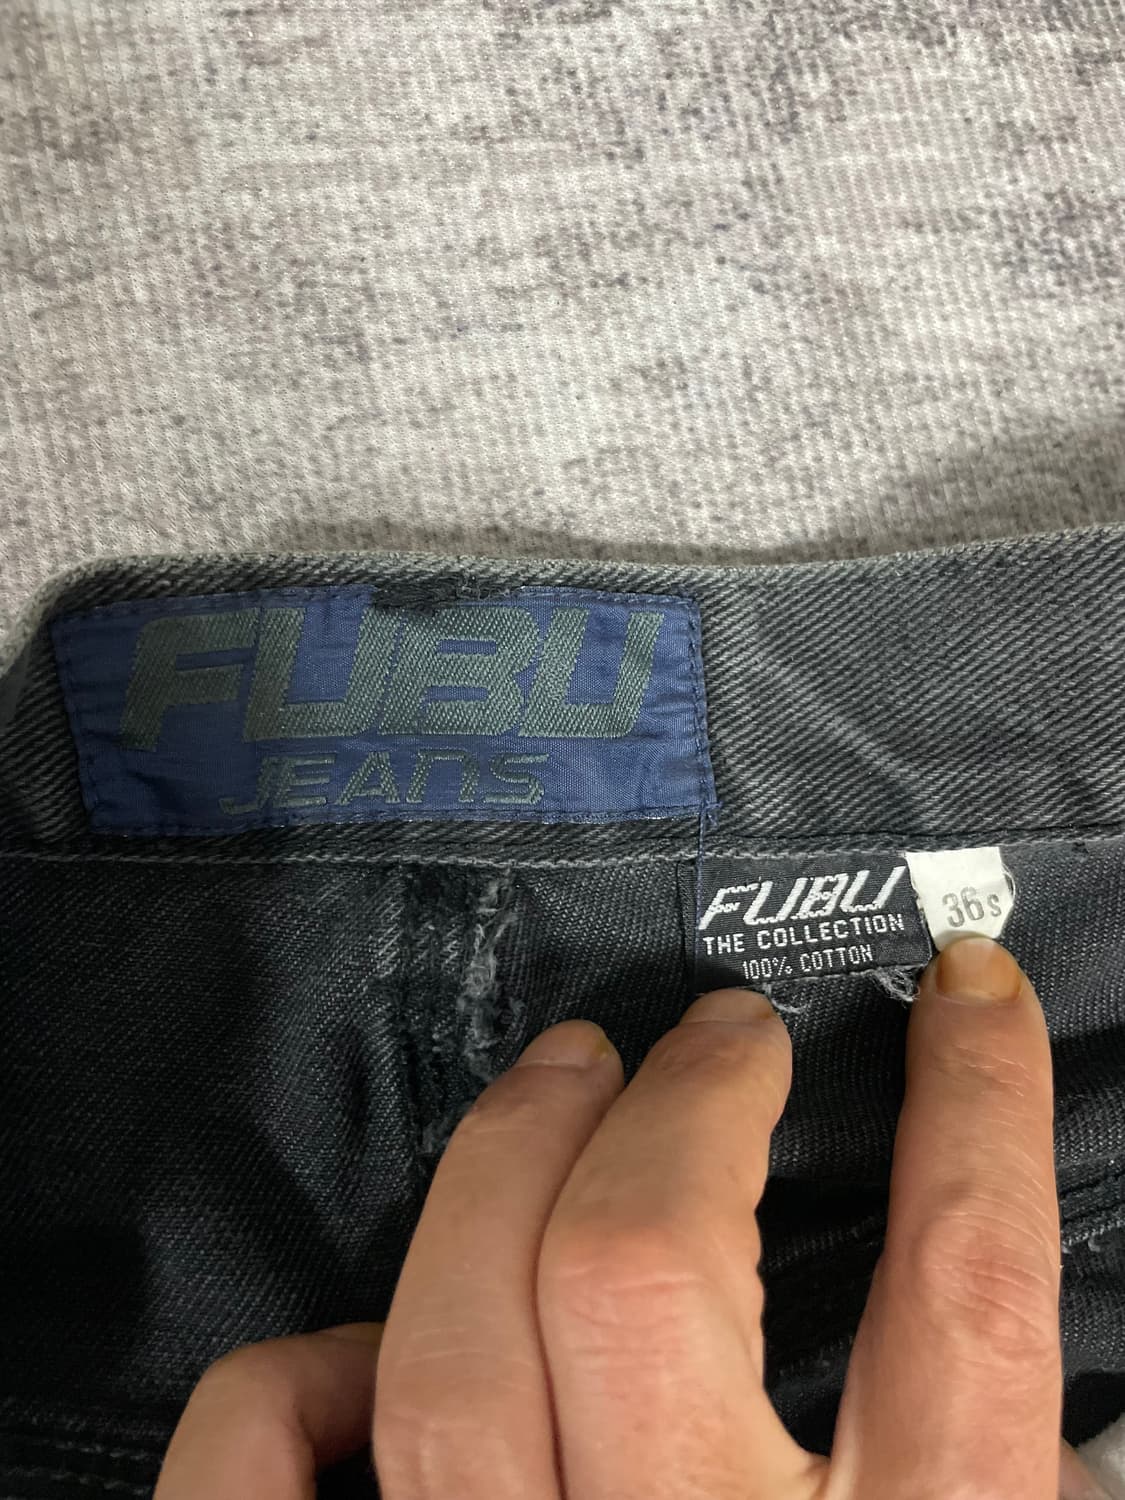 FUBU
JEANS
FUBU
THE COLLECTION
100% COTTON
36s